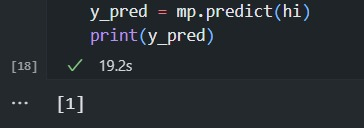 y_pred = mp.predict(hi)
print(y_pred)
[18] 19.2s
... [1]